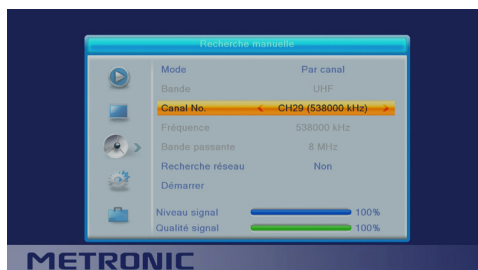 Recherche manuelle
Mode Par canal
Bande UHF
Canal No. CH29 (538000 kHz)
Fréquence 538000 kHz
Bande passante 8 MHz
Recherche réseau Non
Démarrer
Niveau signal 100%
Qualité signal 100%
METRONIC